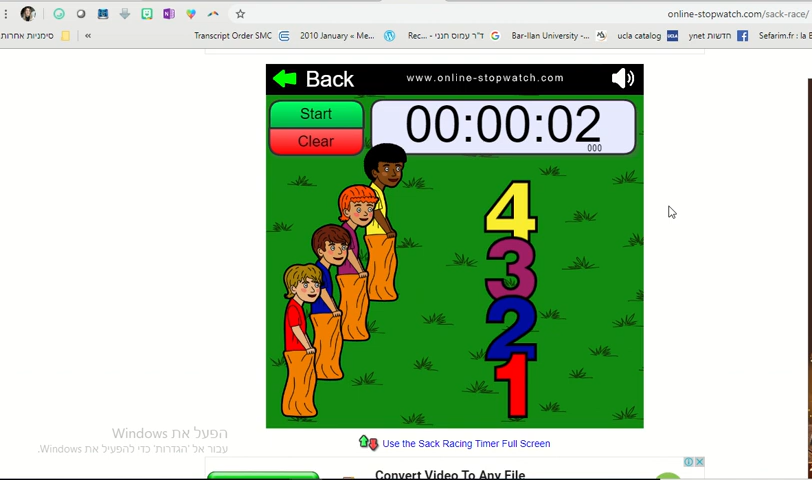 online-stopwatch.com/sack-race/
סימניות אחרות
Transcript Order SMC
2010 January « Me...
Rec... - ד"ר עמוס חנני
Bar-Ilan University -...
ucla catalog
UCLA
ynet חדשות
Sefarim.fr : la B
Back
www.online-stopwatch.com
Start
Clear
00:00:02
000
4
3
2
1
הפעל את Windows
עבור אל 'הגדרות' כדי להפעיל את Windows.
Use the Sack Racing Timer Full Screen
Convert Video To Any File